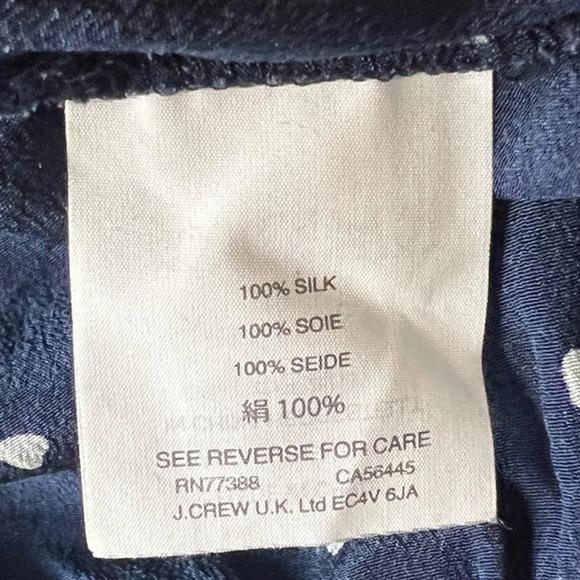 100% SILK
100% SOIE
100% SEIDE
絹 100%
SEE REVERSE FOR CARE
RN77388 CA56445
J.CREW U.K. Ltd EC4V 6JA